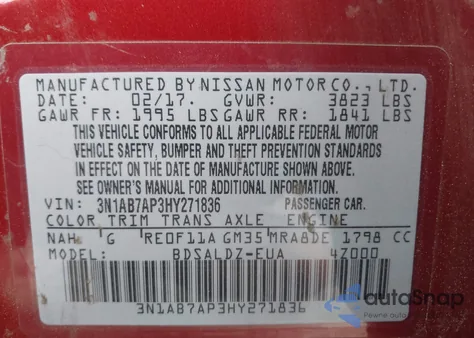 MANUFACTURED BY NISSAN MOTOR CO., LTD.
DATE: 02/17. GVWR: 3823 LBS
GAWR FR: 1995 LBS GAWR RR: 1841 LBS
THIS VEHICLE CONFORMS TO ALL APPLICABLE FEDERAL MOTOR
VEHICLE SAFETY, BUMPER AND THEFT PREVENTION STANDARDS
IN EFFECT ON THE DATE OF MANUFACTURE SHOWN ABOVE.
SEE OWNER'S MANUAL FOR ADDITIONAL INFORMATION.
VIN: 3N1AB7AP3HY271836 PASSENGER CAR.
COLOR TRIM TRANS AXLE ENGINE
NAH G RE0F11A GM35 MRA8DE 1798 CC
MODEL: BDSALDZ-EUA 4Z000
3N1AB7AP3HY271836
autoSnap